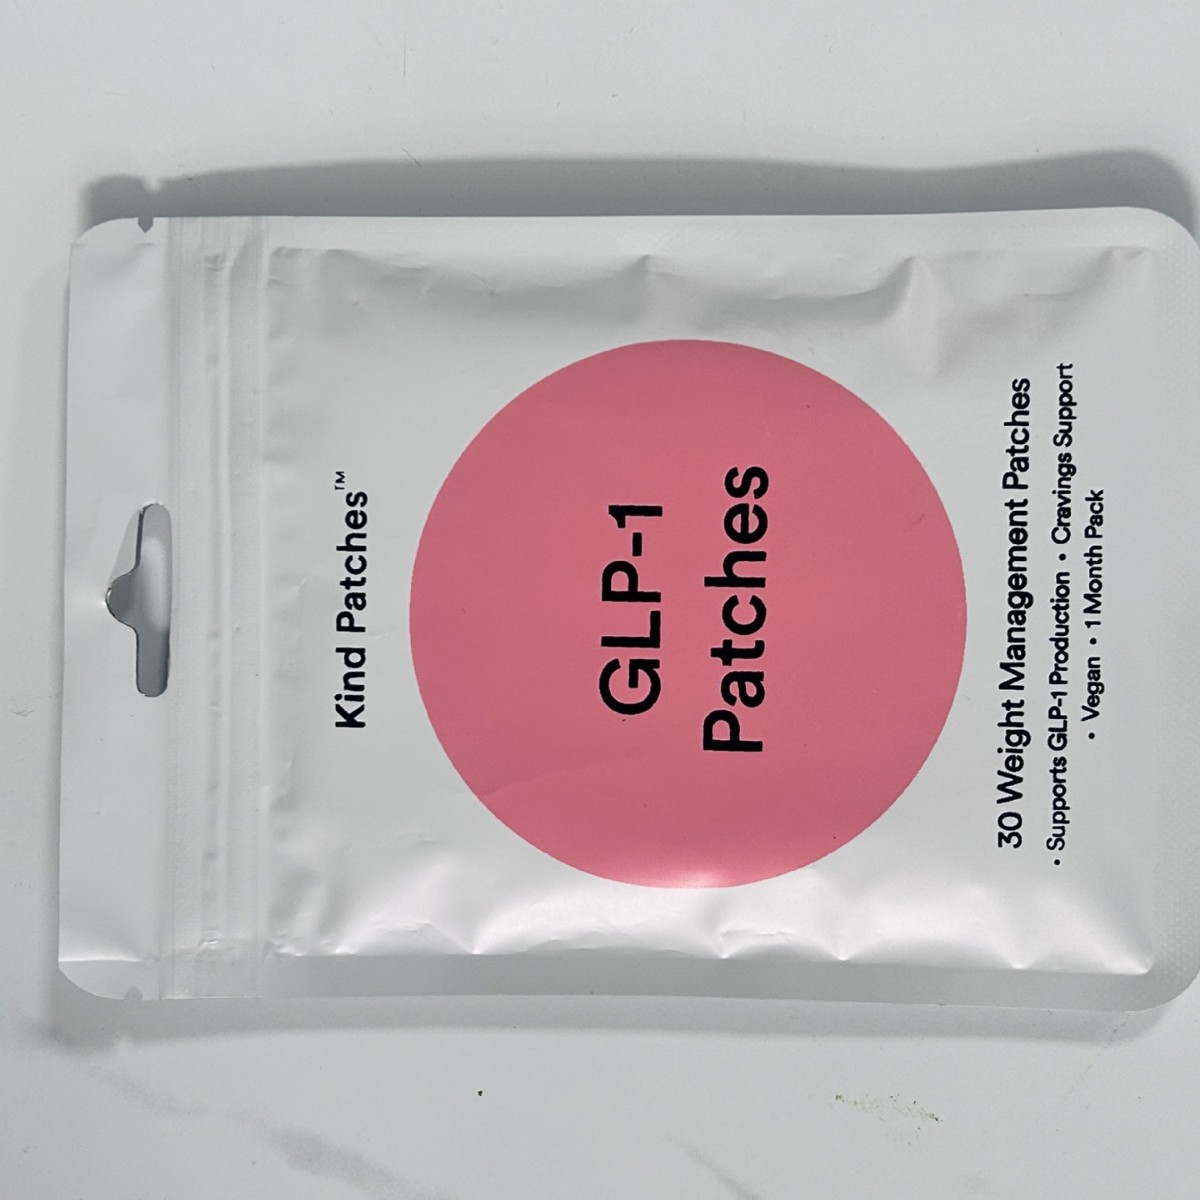 Kind Patches™
GLP-1
Patches
30 Weight Management Patches
• Supports GLP-1 Production • Cravings Support
• Vegan • 1 Month Pack